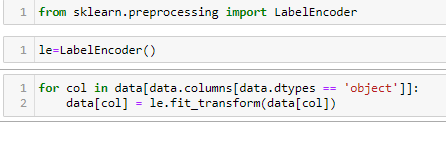 1 from sklearn.preprocessing import LabelEncoder
1 le=LabelEncoder()
1 for col in data[data.columns[data.dtypes == 'object']]:
2     data[col] = le.fit_transform(data[col])